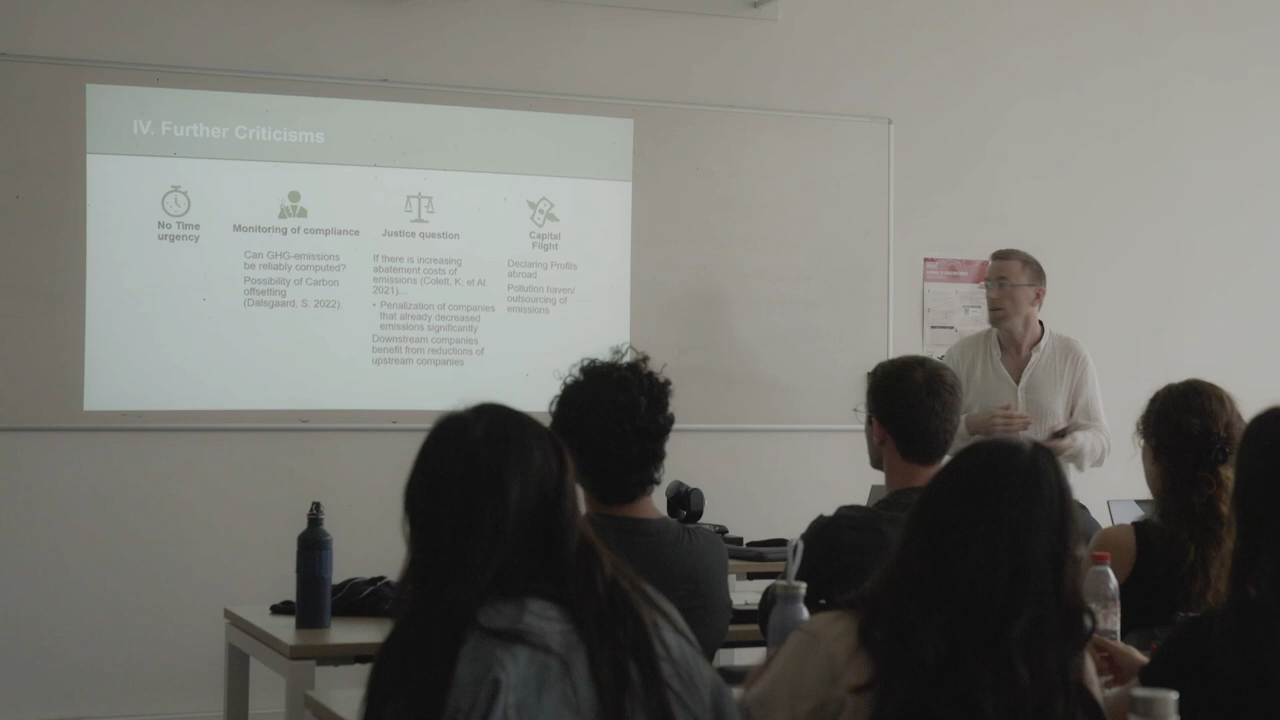 IV. Further Criticisms
No Time
urgency
Monitoring of compliance
Can GHG-emissions
be reliably computed?
Possibility of Carbon
offsetting
(Dalsgaard, S. 2022)
Justice question
If there is increasing
abatement costs of
emissions (Colett, K; et Al.
2021)...
• Penalization of companies
that already decreased
emissions significantly
Downstream companies
benefit from reductions of
upstream companies
Capital
Flight
Declaring Profits
abroad
Pollution haven/
outsourcing of
emissions